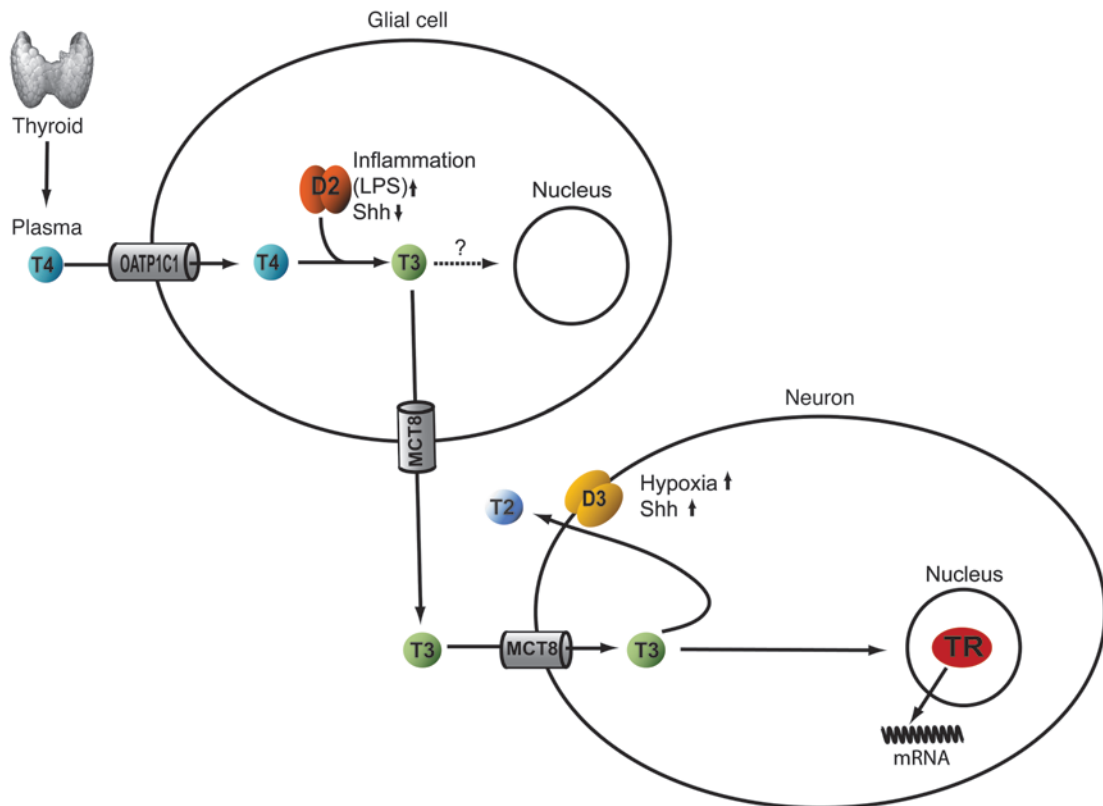 Glial cell
Thyroid
Inflammation
D2
(LPS)↑
Shh↓
Nucleus
Plasma
T4
OATP1C1
T4
T3
?
MCT8
Neuron
T2
D3
Hypoxia ↑
Shh ↑
Nucleus
T3
MCT8
T3
TR
mRNA